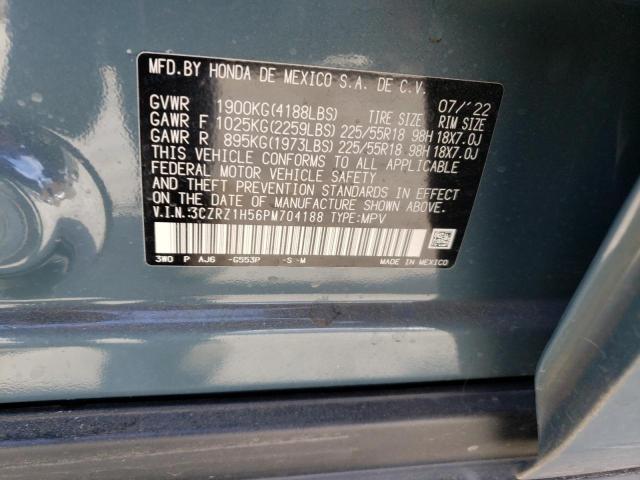 MFD.BY HONDA DE MEXICO S.A. DE C.V.
07/'22
GVWR 1900KG(4188LBS) TIRE SIZE RIM SIZE
GAWR F 1025KG(2259LBS) 225/55R18 98H 18X7.0J
GAWR R 895KG(1973LBS) 225/55R18 98H 18X7.0J
THIS VEHICLE CONFORMS TO ALL APPLICABLE
FEDERAL MOTOR VEHICLE SAFETY
AND THEFT PREVENTION STANDARDS IN EFFECT
ON THE DATE OF MANUFACTURE SHOWN ABOVE.
V.I.N.:3CZRZ1H56PM704188 TYPE:MPV
3WO P AJ6 -G553P -S -M MADE IN MEXICO